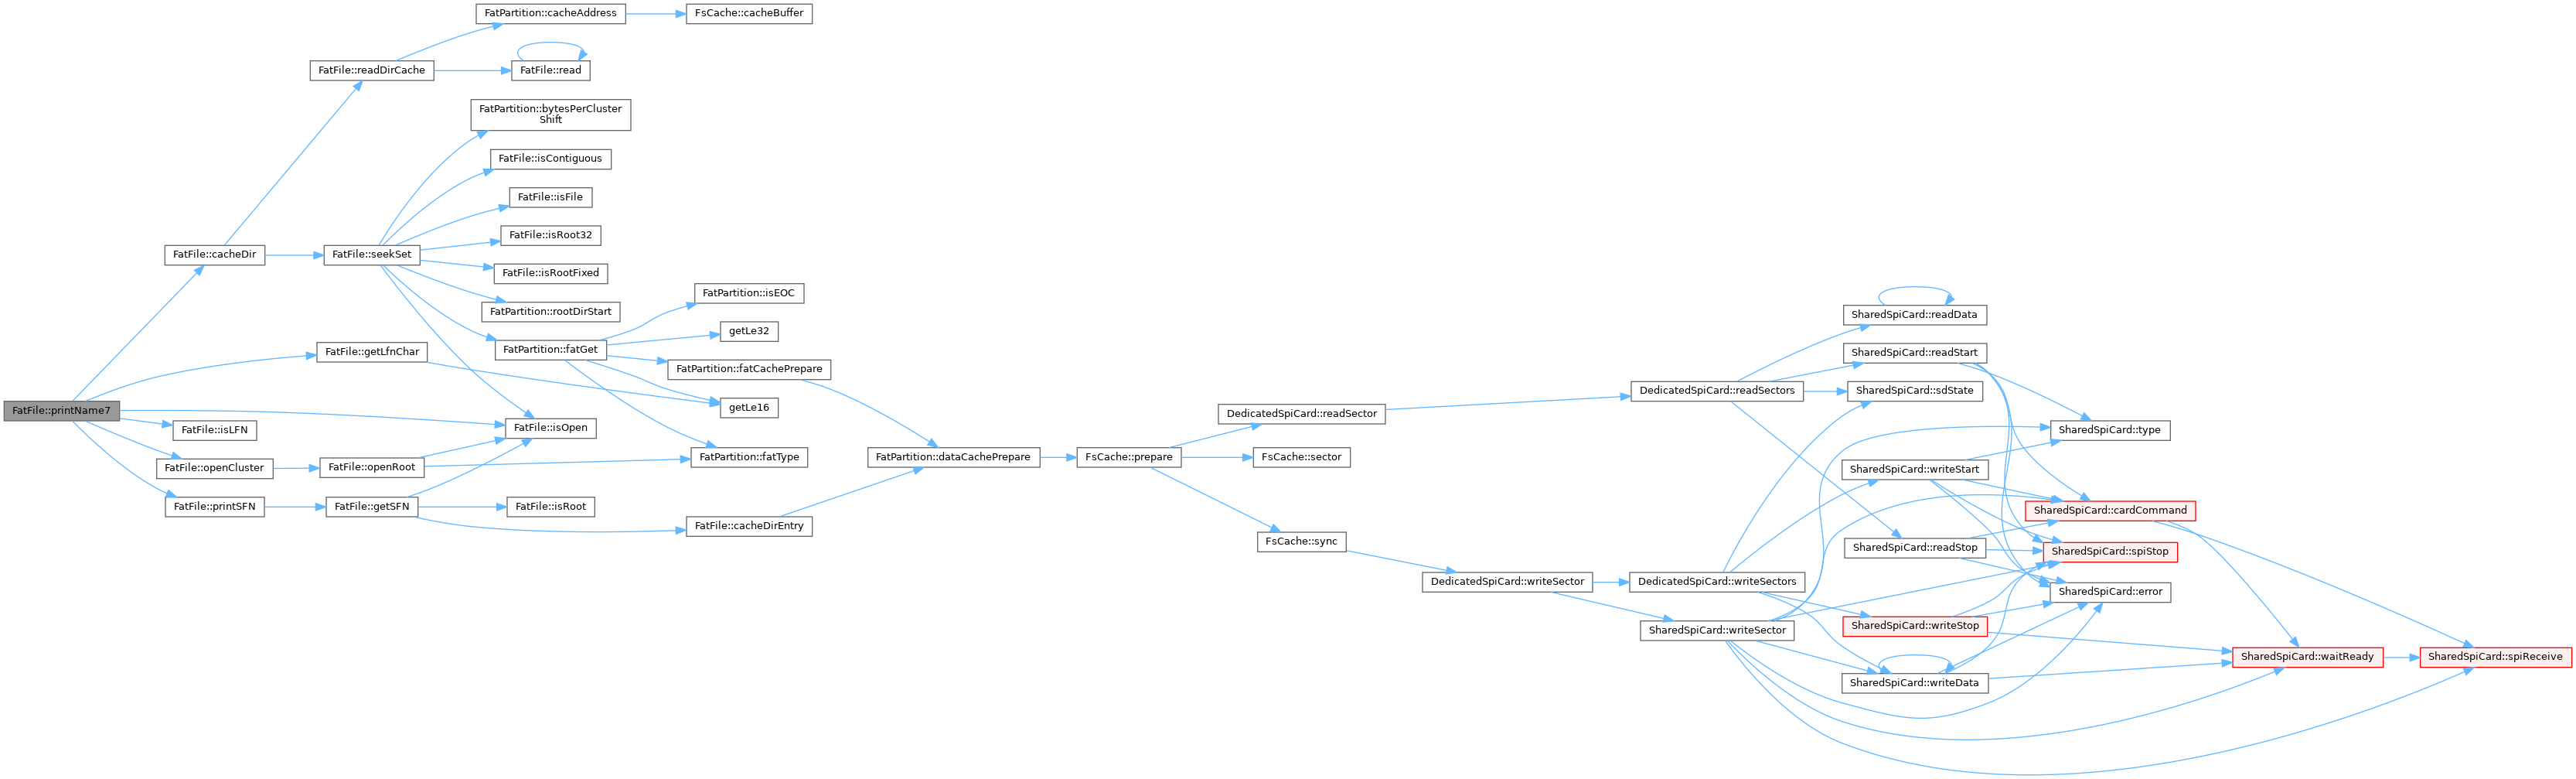 FatFile::printName7
FatFile::cacheDir
FatFile::getLfnChar
FatFile::isLFN
FatFile::openCluster
FatFile::printSFN
FatFile::readDirCache
FatFile::seekSet
FatFile::openRoot
FatFile::getSFN
FatPartition::cacheAddress
FatFile::read
FatPartition::bytesPerCluster
Shift
FatFile::isContiguous
FatFile::isFile
FatFile::isRoot32
FatFile::isRootFixed
FatPartition::rootDirStart
FatPartition::fatGet
FatFile::isOpen
FatFile::isRoot
FsCache::cacheBuffer
FatPartition::isEOC
getLe32
FatPartition::fatCachePrepare
getLe16
FatPartition::fatType
FatFile::cacheDirEntry
FatPartition::dataCachePrepare
FsCache::prepare
DedicatedSpiCard::readSector
FsCache::sector
FsCache::sync
DedicatedSpiCard::writeSector
DedicatedSpiCard::readSectors
DedicatedSpiCard::writeSectors
SharedSpiCard::writeSector
SharedSpiCard::readData
SharedSpiCard::readStart
SharedSpiCard::sdState
SharedSpiCard::writeStart
SharedSpiCard::readStop
SharedSpiCard::writeStop
SharedSpiCard::writeData
SharedSpiCard::type
SharedSpiCard::cardCommand
SharedSpiCard::spiStop
SharedSpiCard::error
SharedSpiCard::waitReady
SharedSpiCard::spiReceive